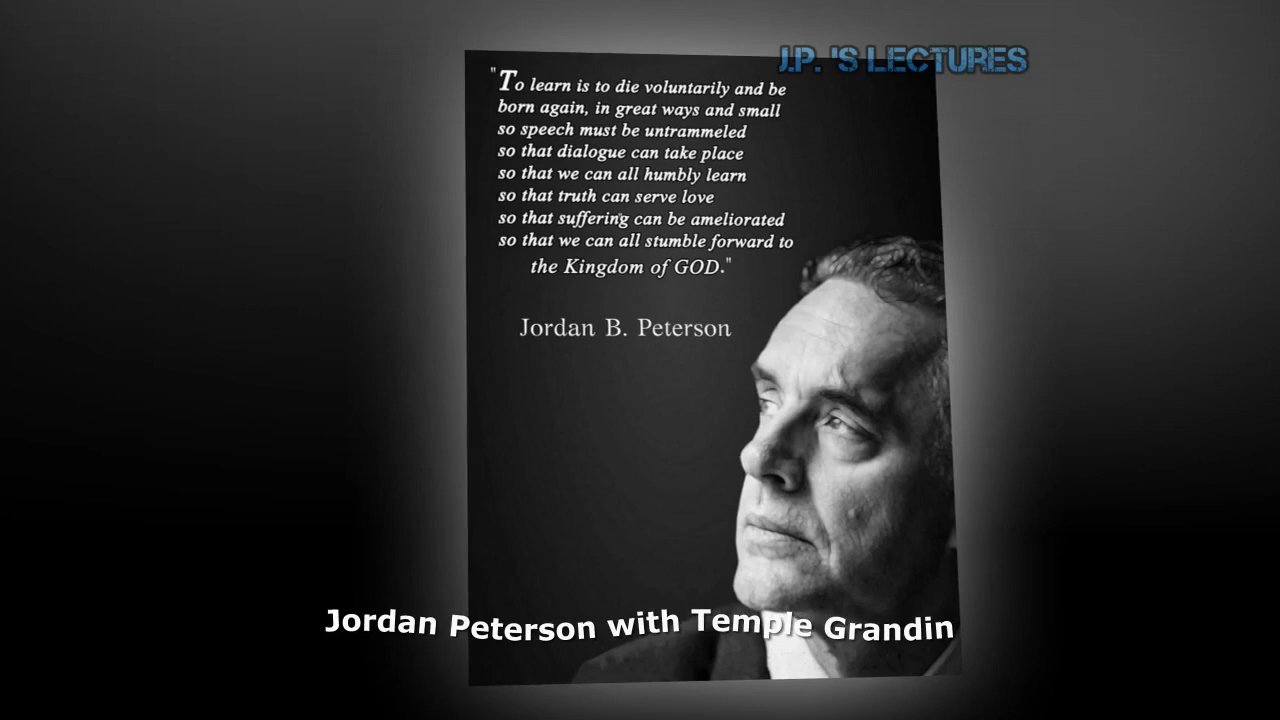 J.P. 'S LECTURES
"To learn is to die voluntarily and be
born again, in great ways and small
so speech must be untrammeled
so that dialogue can take place
so that we can all humbly learn
so that truth can serve love
so that suffering can be ameliorated
so that we can all stumble forward to
the Kingdom of GOD."
Jordan B. Peterson
Jordan Peterson with Temple Grandin